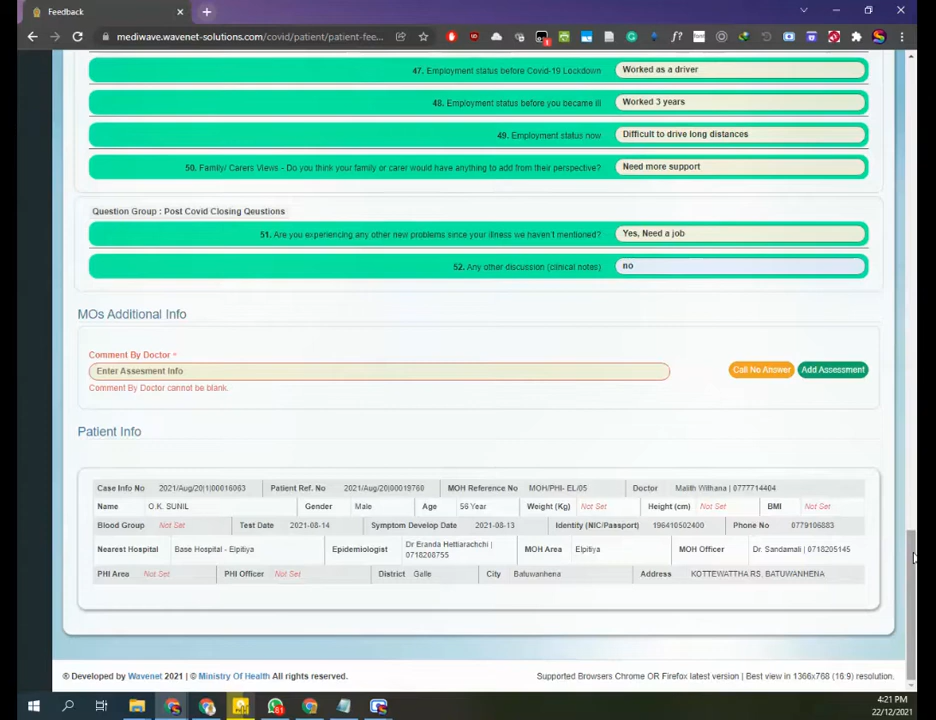 Feedback
mediwave.wavenet-solutions.com/covid/patient/patient-fee...
47. Employment status before Covid-19 Lockdown Worked as a driver
48. Employment status before you became ill Worked 3 years
49. Employment status now Difficult to drive long distances
50. Family/ Carers Views - Do you think your family or carer would have anything to add from their perspective? Need more support
Question Group : Post Covid Closing Qeustions
51. Are you experiencing any other new problems since your illness we haven't mentioned? Yes, Need a job
52. Any other discussion (clinical notes) no
MOs Additional Info
Comment By Doctor *
Enter Assesment Info Call No Answer Add Assessment
Comment By Doctor cannot be blank.
Patient Info
Case Info No 2021/Aug/20|1|00016063 Patient Ref. No 2021/Aug/20|00019760 MOH Reference No MOH/PHI- EL/05 Doctor Malith Withana | 0777714404
Name O.K. SUNIL Gender Male Age 56 Year Weight (Kg) Not Set Height (cm) Not Set BMI Not Set
Blood Group Not Set Test Date 2021-08-14 Symptom Develop Date 2021-08-13 Identity (NIC/Passport) 196410502400 Phone No 0779106883
Nearest Hospital Base Hospital - Elpitiya Epidemiologist Dr Eranda Hettiarachchi | 0718208755 MOH Area Elpitiya MOH Officer Dr. Sandamali | 0718205145
PHI Area Not Set PHI Officer Not Set District Galle City Batuwanhena Address KOTTEWATTHA RS, BATUWANHENA
© Developed by Wavenet 2021 | © Ministry Of Health All rights reserved. Supported Browsers Chrome OR Firefox latest version | Best view in 1366x768 (16.9) resolution.
4:21 PM
22/12/2021